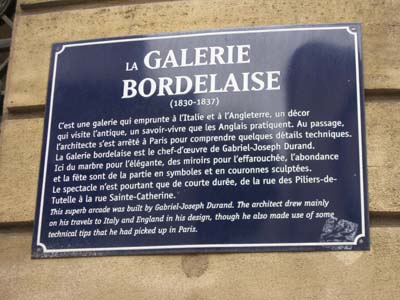 LA GALERIE
BORDELAISE
(1830-1837)
C'est une galerie qui emprunte à l'Italie et à l'Angleterre, un décor
qui visite l'antique, un savoir-vivre que les Anglais pratiquent. Au passage,
l'architecte s'est arrêté à Paris pour comprendre quelques détails techniques.
La Galerie bordelaise est le chef-d'œuvre de Gabriel-Joseph Durand.
Ici du marbre pour l'élégante, des miroirs pour l'effarouchée, l'abondance
et la fête sont de la partie en symboles et en couronnes sculptées.
Le spectacle n'est pourtant que de courte durée, de la rue des Piliers-de-
Tutelle à la rue Sainte-Catherine.
This superb arcade was built by Gabriel-Joseph Durand. The architect drew mainly
on his travels to Italy and England in his design, though he also made use of some
technical tips that he had picked up in Paris.